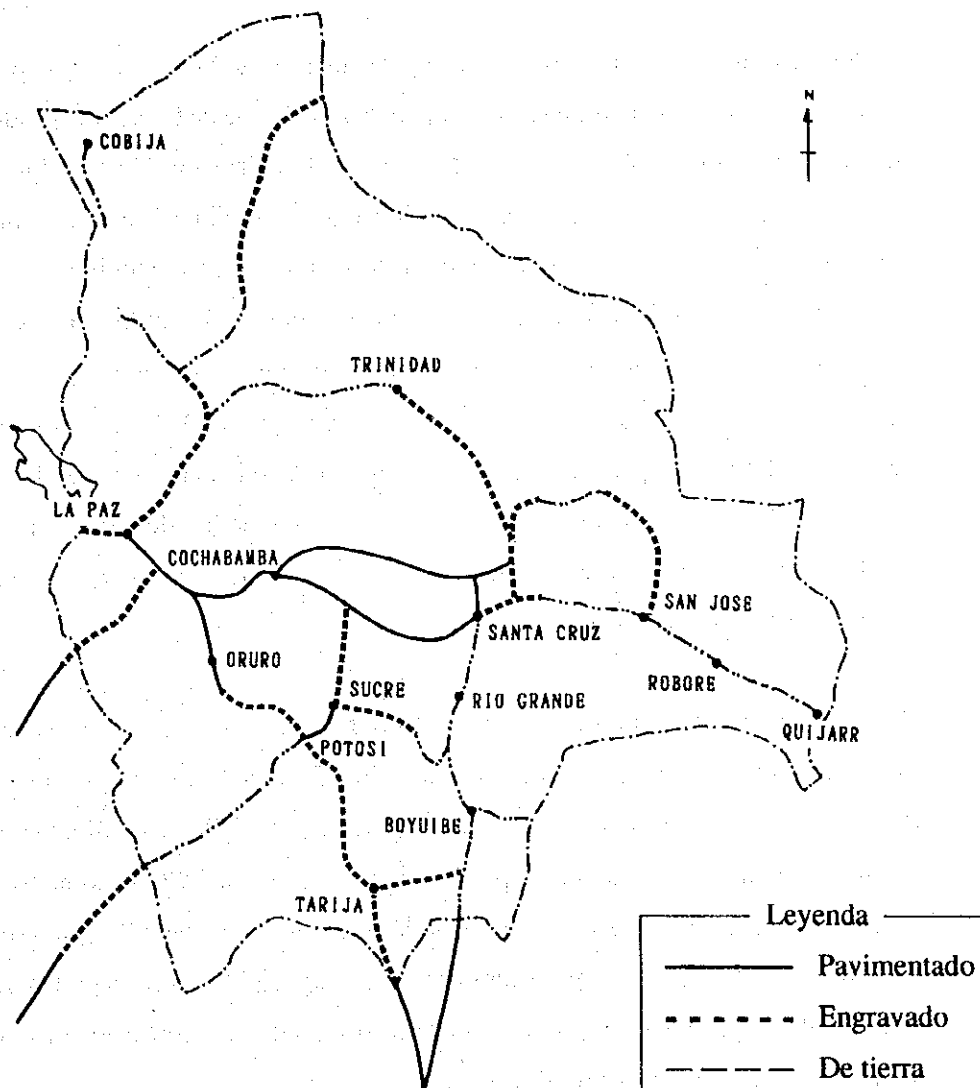 N
COBIJA
TRINIDAD
LA PAZ
COCHABAMBA
SAN JOSE
SANTA CRUZ
ORURO
ROBORE
SUCRE
RIO GRANDE
QUIJARR
POTOSI
BOYUIBE
TARIJA
Leyenda
Pavimentado
Engravado
De tierra